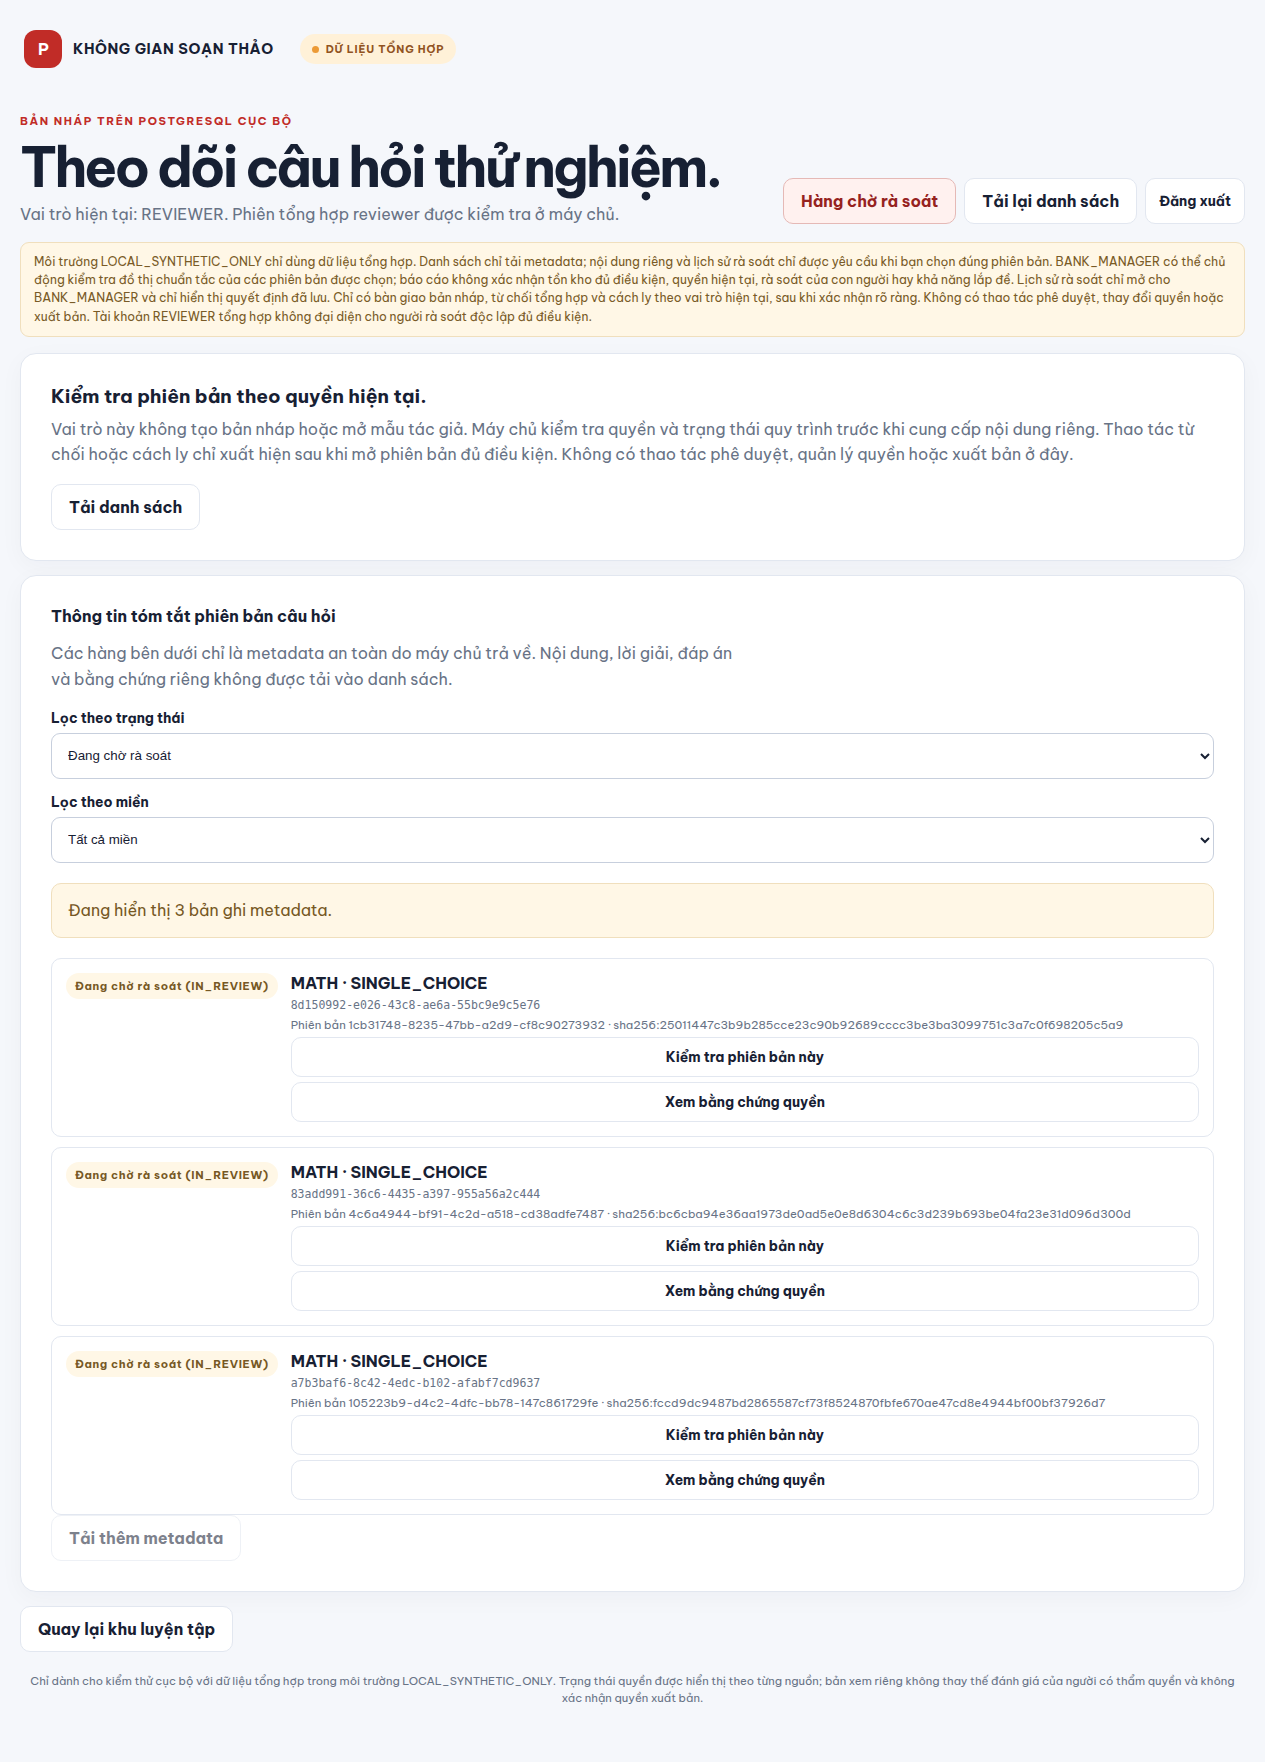 P
KHÔNG GIAN SOẠN THẢO
DỮ LIỆU TỔNG HỢP
BẢN NHÁP TRÊN POSTGRESQL CỤC BỘ
Theo dõi câu hỏi thử nghiệm.
Vai trò hiện tại: REVIEWER. Phiên tổng hợp reviewer được kiểm tra ở máy chủ.
Hàng chờ rà soát
Tải lại danh sách
Đăng xuất
Môi trường LOCAL_SYNTHETIC_ONLY chỉ dùng dữ liệu tổng hợp. Danh sách chỉ tải metadata; nội dung riêng và lịch sử rà soát chỉ được yêu cầu khi bạn chọn đúng phiên bản. BANK_MANAGER có thể chủ
động kiểm tra đồ thị chuẩn tắc của các phiên bản được chọn; báo cáo không xác nhận tồn kho đủ điều kiện, quyền hiện tại, rà soát của con người hay khả năng lắp đề. Lịch sử rà soát chỉ mở cho
BANK_MANAGER và chỉ hiển thị quyết định đã lưu. Chỉ có bàn giao bản nháp, từ chối tổng hợp và cách ly theo vai trò hiện tại, sau khi xác nhận rõ ràng. Không có thao tác phê duyệt, thay đổi quyền hoặc
xuất bản. Tài khoản REVIEWER tổng hợp không đại diện cho người rà soát độc lập đủ điều kiện.
Kiểm tra phiên bản theo quyền hiện tại.
Vai trò này không tạo bản nháp hoặc mở mẫu tác giả. Máy chủ kiểm tra quyền và trạng thái quy trình trước khi cung cấp nội dung riêng. Thao tác từ
chối hoặc cách ly chỉ xuất hiện sau khi mở phiên bản đủ điều kiện. Không có thao tác phê duyệt, quản lý quyền hoặc xuất bản ở đây.
Tải danh sách
Thông tin tóm tắt phiên bản câu hỏi
Các hàng bên dưới chỉ là metadata an toàn do máy chủ trả về. Nội dung, lời giải, đáp án
và bằng chứng riêng không được tải vào danh sách.
Lọc theo trạng thái
Đang chờ rà soát
Lọc theo miền
Tất cả miền
Đang hiển thị 3 bản ghi metadata.
Đang chờ rà soát (IN_REVIEW)
MATH · SINGLE_CHOICE
8d150992-e026-43c8-ae6a-55bc9e9c5e76
Phiên bản 1cb31748-8235-47bb-a2d9-cf8c90273932 · sha256:25011447c3b9b285cce23c90b92689cccc3be3ba3099751c3a7c0f698205c5a9
Kiểm tra phiên bản này
Xem bằng chứng quyền
Đang chờ rà soát (IN_REVIEW)
MATH · SINGLE_CHOICE
83add991-36c6-4435-a397-955a56a2c444
Phiên bản 4c6a4944-bf91-4c2d-a518-cd38adfe7487 · sha256:bc6cba94e36aa1973de0ad5e0e8d6304c6c3d239b693be04fa23e31d096d300d
Kiểm tra phiên bản này
Xem bằng chứng quyền
Đang chờ rà soát (IN_REVIEW)
MATH · SINGLE_CHOICE
a7b3baf6-8c42-4edc-b102-afabf7cd9637
Phiên bản 105223b9-d4c2-4dfc-bb78-147c861729fe · sha256:fccd9dc9487bd2865587cf73f8524870fbfe670ae47cd8e4944bf00bf37926d7
Kiểm tra phiên bản này
Xem bằng chứng quyền
Tải thêm metadata
Quay lại khu luyện tập
Chỉ dành cho kiểm thử cục bộ với dữ liệu tổng hợp trong môi trường LOCAL_SYNTHETIC_ONLY. Trạng thái quyền được hiển thị theo từng nguồn; bản xem riêng không thay thế đánh giá của người có thẩm quyền và không
xác nhận quyền xuất bản.